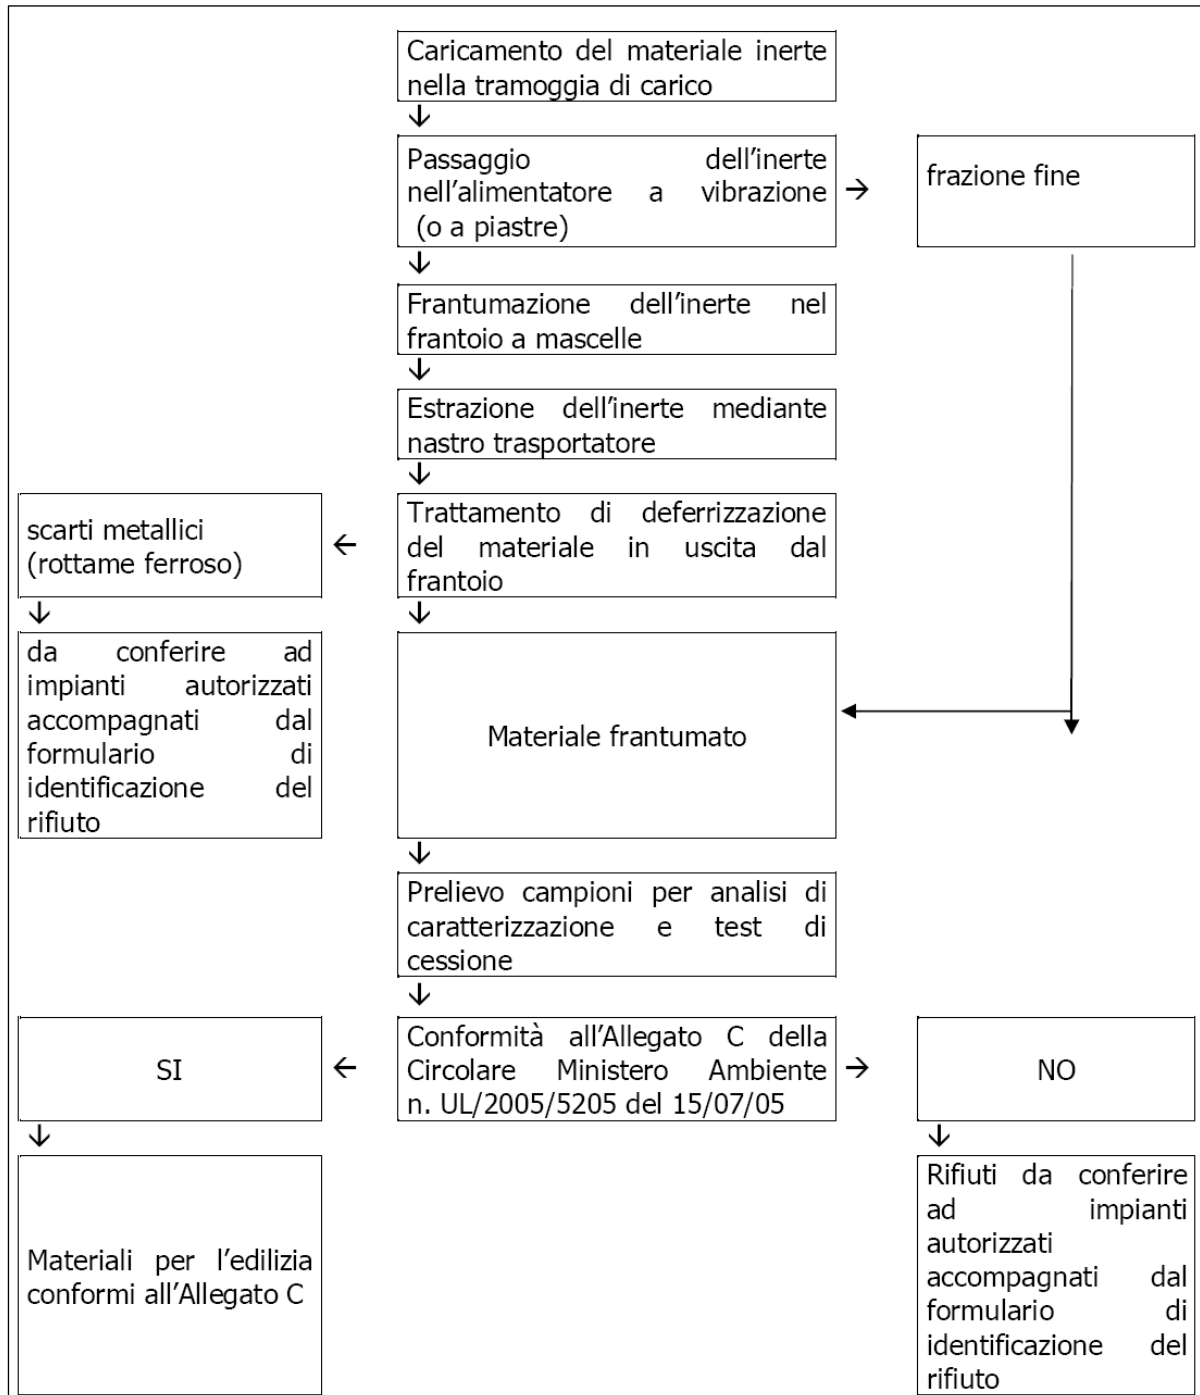 Caricamento del materiale inerte
nella tramoggia di carico
↓
Passaggio dell'inerte
nell'alimentatore a vibrazione
(o a piastre)
→
frazione fine
↓
Frantumazione dell'inerte nel
frantoio a mascelle
↓
Estrazione dell'inerte mediante
nastro trasportatore
↓
scarti metallici
(rottame ferroso)
←
Trattamento di deferrizzazione
del materiale in uscita dal
frantoio
↓
↓
da conferire ad
impianti autorizzati
accompagnati dal
formulario di
identificazione del
rifiuto
Materiale frantumato
↓
Prelievo campioni per analisi di
caratterizzazione e test di
cessione
↓
SI
←
Conformità all'Allegato C della
Circolare Ministero Ambiente
n. UL/2005/5205 del 15/07/05
→
NO
↓
↓
Materiali per l'edilizia
conformi all'Allegato C
Rifiuti da conferire
ad impianti
autorizzati
accompagnati dal
formulario di
identificazione del
rifiuto